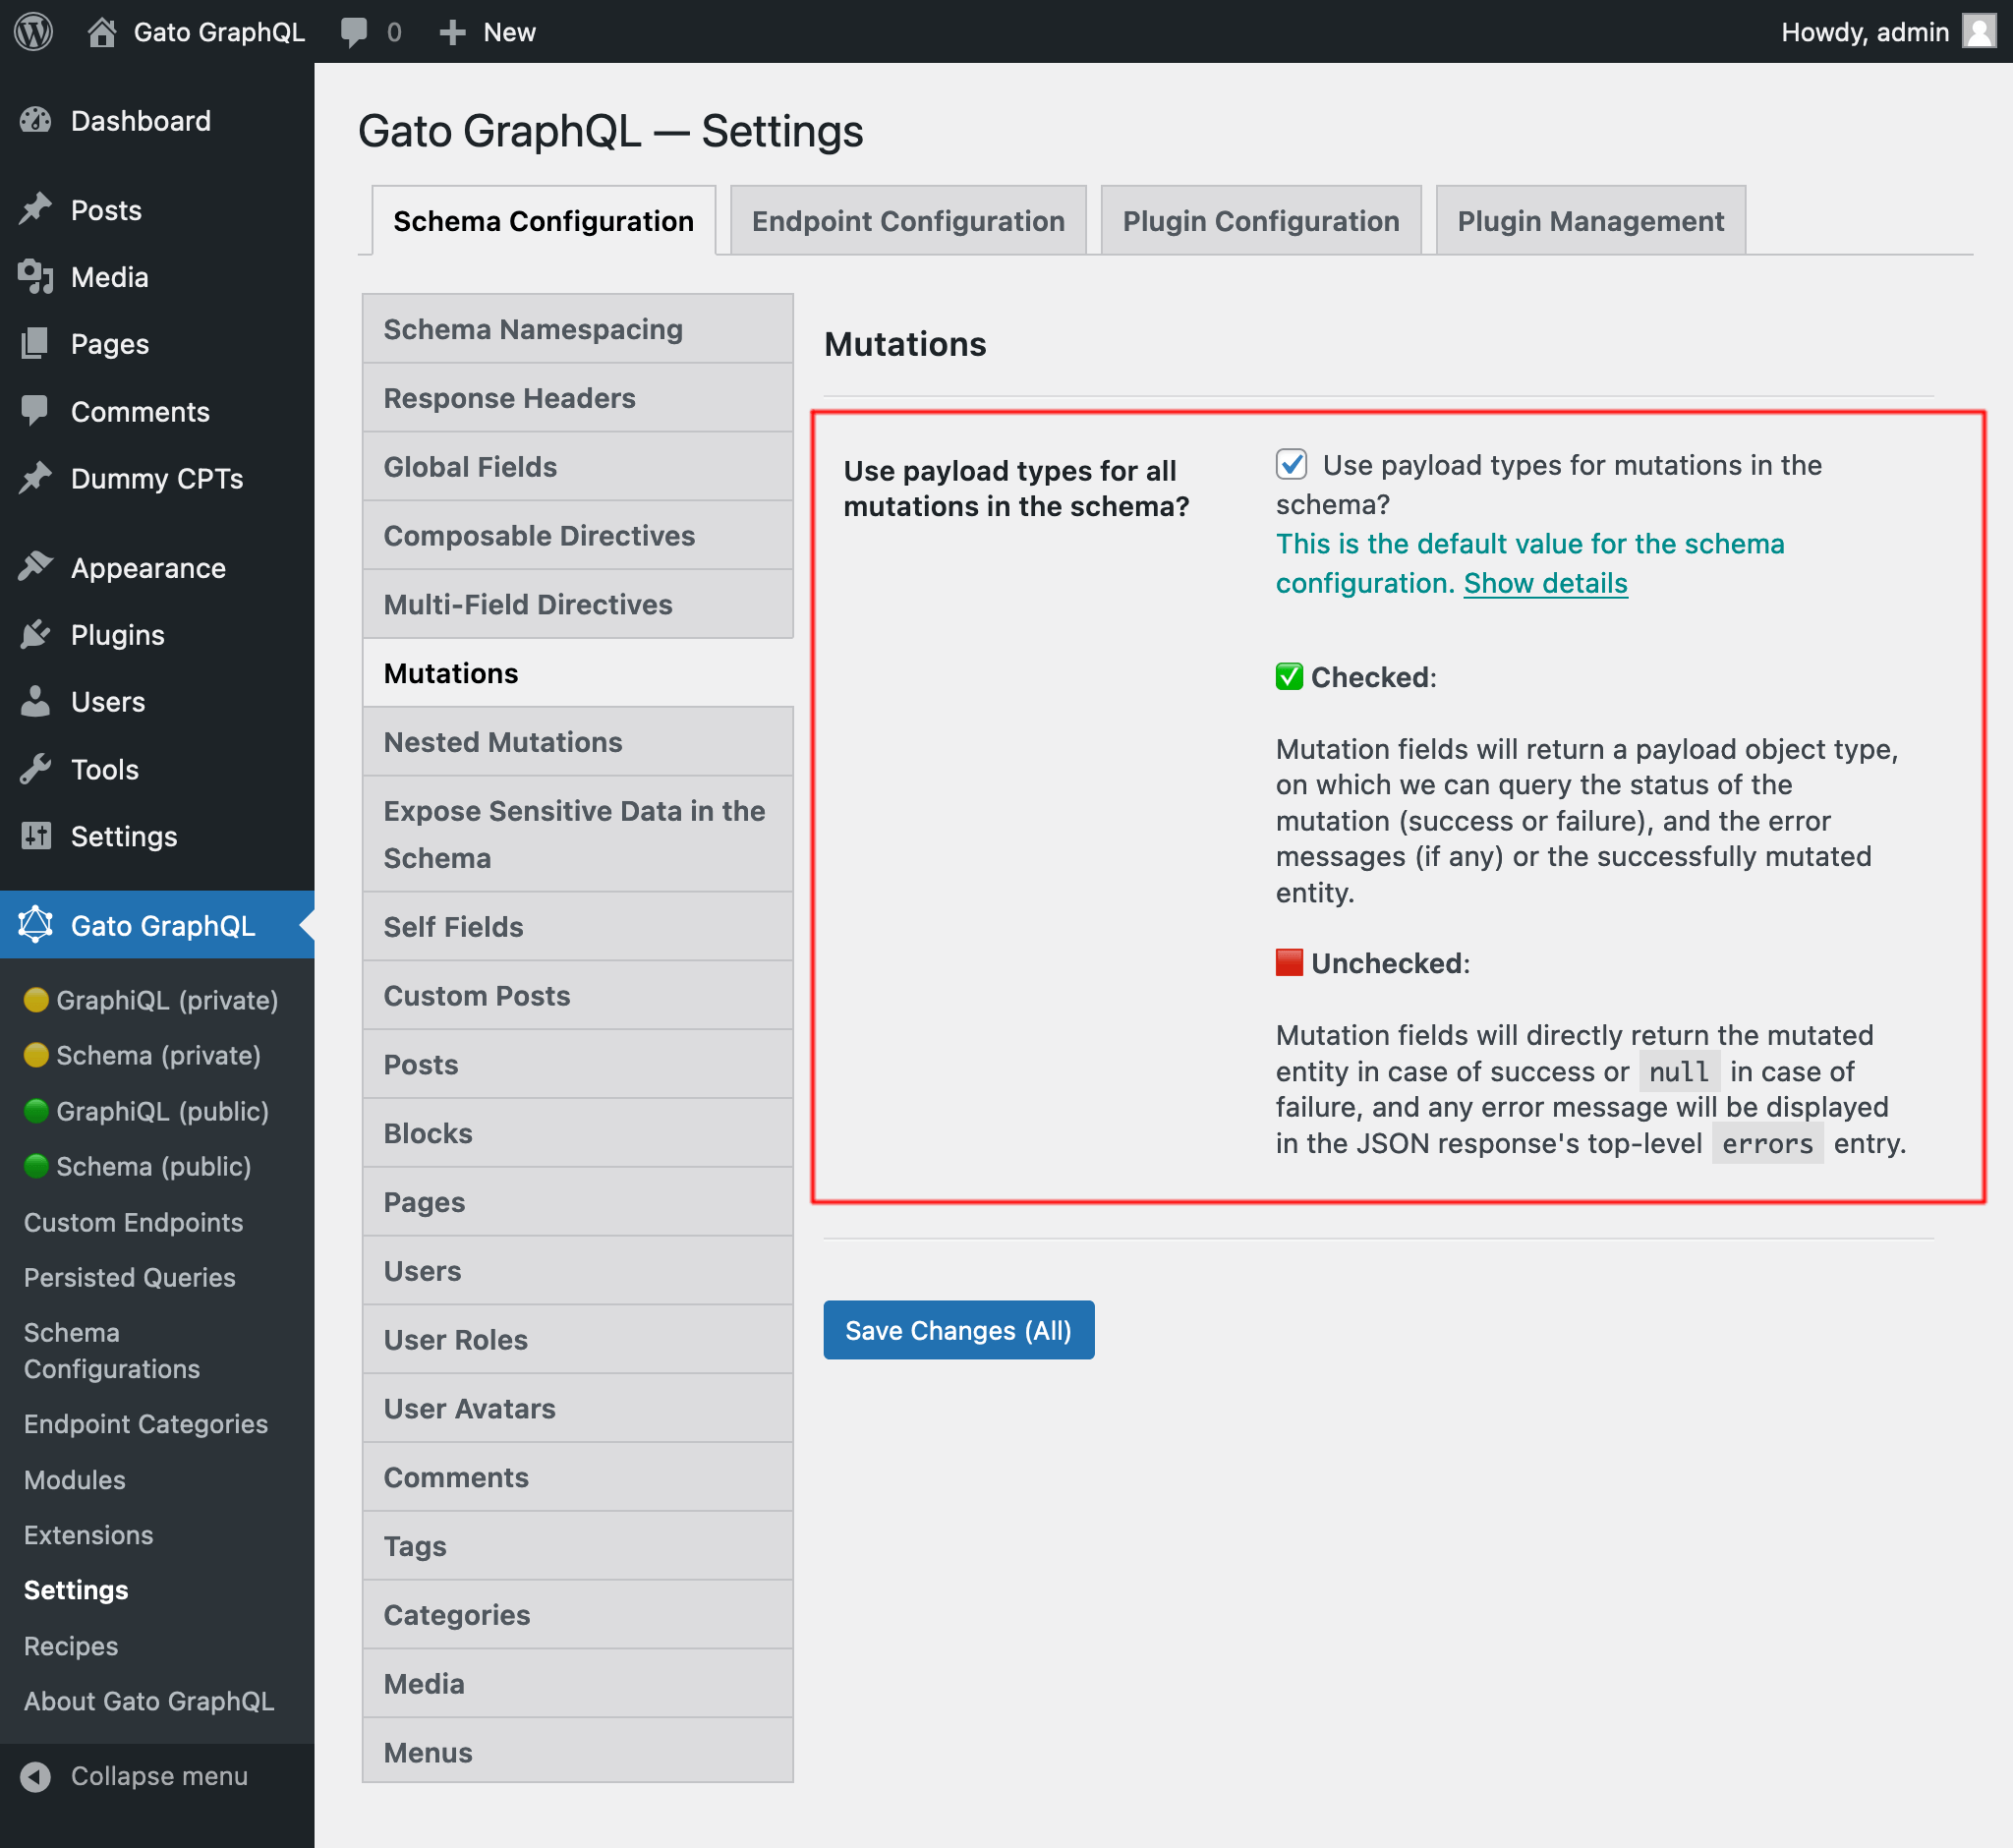 Gato GraphQL
0
New
Howdy, admin
Dashboard
Posts
Media
Pages
Comments
Dummy CPTs
Appearance
Plugins
Users
Tools
Settings
Gato GraphQL
GraphiQL (private)
Schema (private)
GraphiQL (public)
Schema (public)
Custom Endpoints
Persisted Queries
Schema
Configurations
Endpoint Categories
Modules
Extensions
Settings
Recipes
About Gato GraphQL
Collapse menu
Gato GraphQL — Settings
Schema Configuration
Endpoint Configuration
Plugin Configuration
Plugin Management
Schema Namespacing
Response Headers
Global Fields
Composable Directives
Multi-Field Directives
Mutations
Nested Mutations
Expose Sensitive Data in the
Schema
Self Fields
Custom Posts
Posts
Blocks
Pages
Users
User Roles
User Avatars
Comments
Tags
Categories
Media
Menus
Mutations
Use payload types for all
mutations in the schema?
Use payload types for mutations in the
schema?
This is the default value for the schema
configuration. Show details
✅ Checked:
Mutation fields will return a payload object type,
on which we can query the status of the
mutation (success or failure), and the error
messages (if any) or the successfully mutated
entity.
🟥 Unchecked:
Mutation fields will directly return the mutated
entity in case of success or null in case of
failure, and any error message will be displayed
in the JSON response's top-level errors entry.
Save Changes (All)